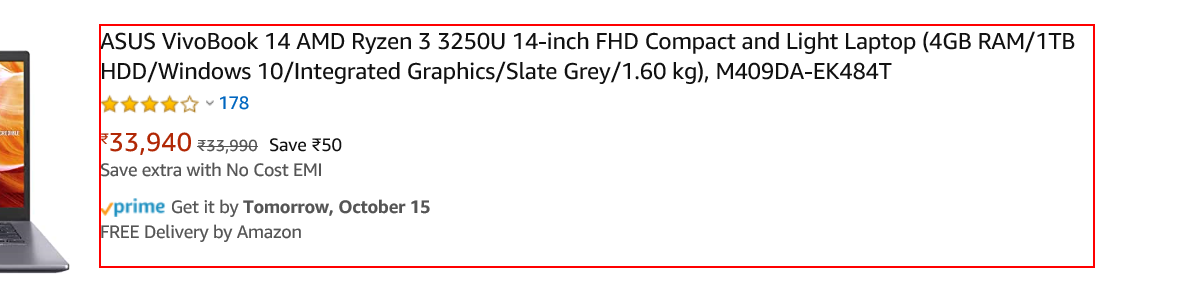 ASUS VivoBook 14 AMD Ryzen 3 3250U 14-inch FHD Compact and Light Laptop (4GB RAM/1TB
HDD/Windows 10/Integrated Graphics/Slate Grey/1.60 kg), M409DA-EK484T
178
₹33,940 ₹33,990 Save ₹50
Save extra with No Cost EMI
prime Get it by Tomorrow, October 15
FREE Delivery by Amazon